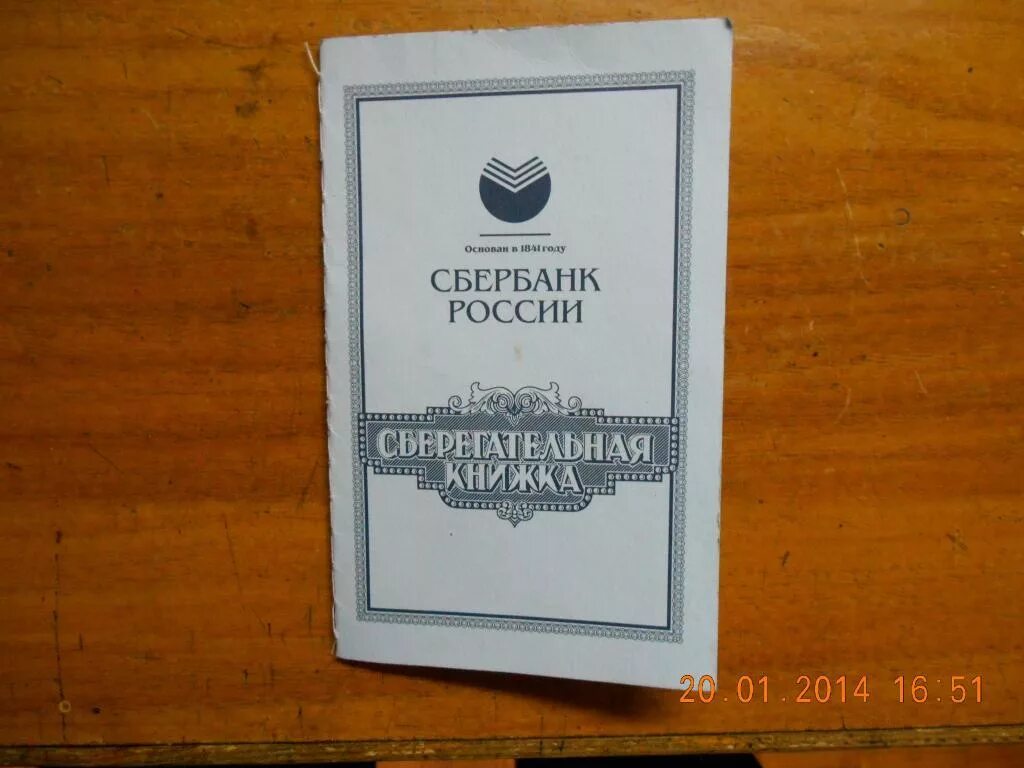 Основан в 1841 году
СБЕРБАНК
РОССИИ
СБЕРЕГАТЕЛЬНАЯ
КНИЖКА
20.01.2014 16:51